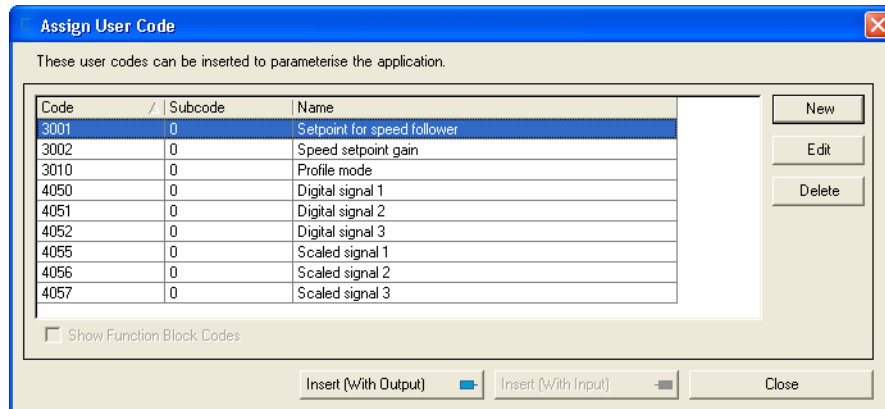 Assign User Code
These user codes can be inserted to parameterise the application.
Code / Subcode Name New
3001 0 Setpoint for speed follower
3002 0 Speed setpoint gain Edit
3010 0 Profile mode
4050 0 Digital signal 1 Delete
4051 0 Digital signal 2
4052 0 Digital signal 3
4055 0 Scaled signal 1
4056 0 Scaled signal 2
4057 0 Scaled signal 3
Show Function Block Codes
Insert (With Output) Insert (With Input) Close